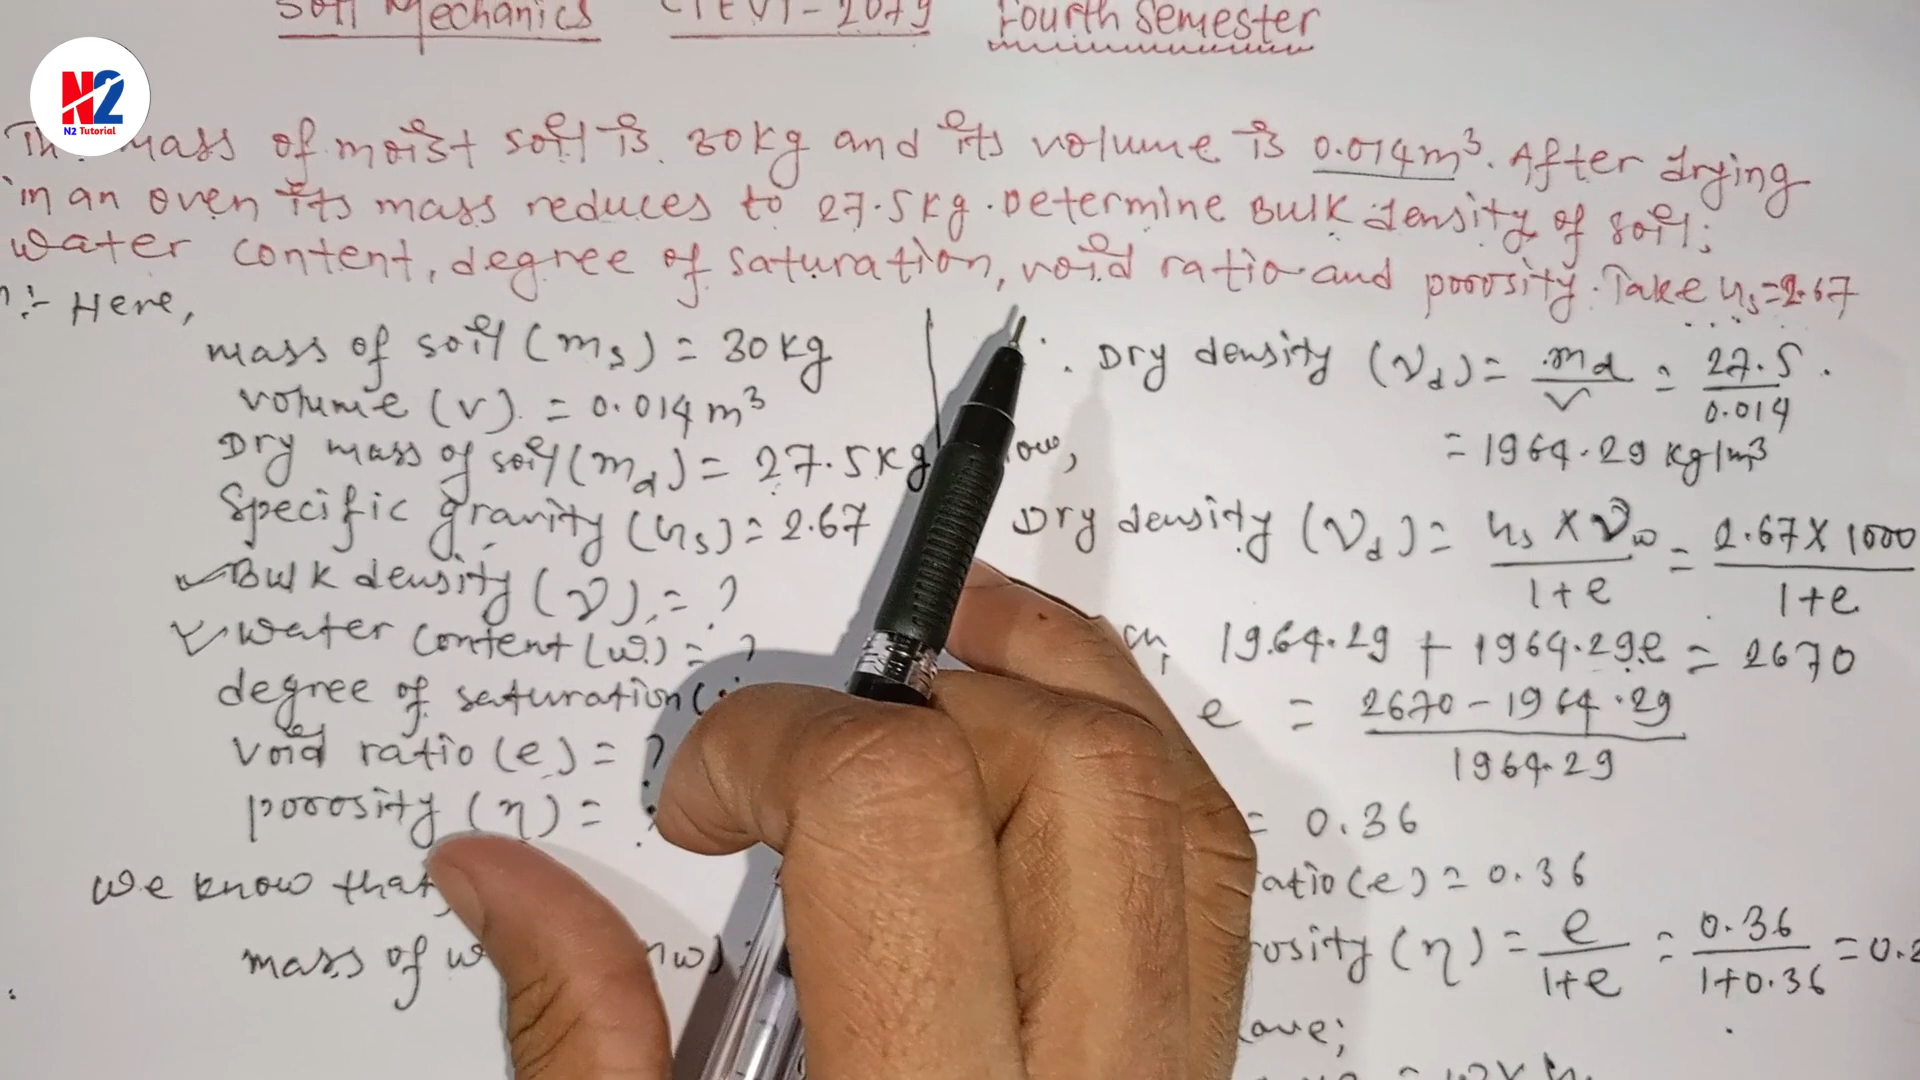 Soil Mechanics CTEVT-2079 Fourth Semester
N2
N2 Tutorial
mass of moist soil is 30kg and its volume is 0.014m³. After drying
in an oven its mass reduces to 27.5kg. Determine Bulk density of soil;
water content, degree of saturation, void ratio and porosity. Take Gs=2.67
Here,
mass of soil (ms) = 30kg
volume (v) = 0.014 m³
Dry mass of soil (md) = 27.5kg
Specific gravity (Gs) = 2.67
Bulk density (γ) = ?
water content (w) = ?
degree of saturation (
void ratio (e) = ?
porosity (η) = ?
we know that
mass of
∴ Dry density (γd) = md/v = 27.5/0.014
= 1964.29 kg/m³
Dry density (γd) = Gs × γw/1+e = 2.67×1000/1+e
1964.29 + 1964.29e = 2670
e = 2670 - 1964.29/1964.29
= 0.36
(e) = 0.36
(η) = e/1+e = 0.36/1+0.36